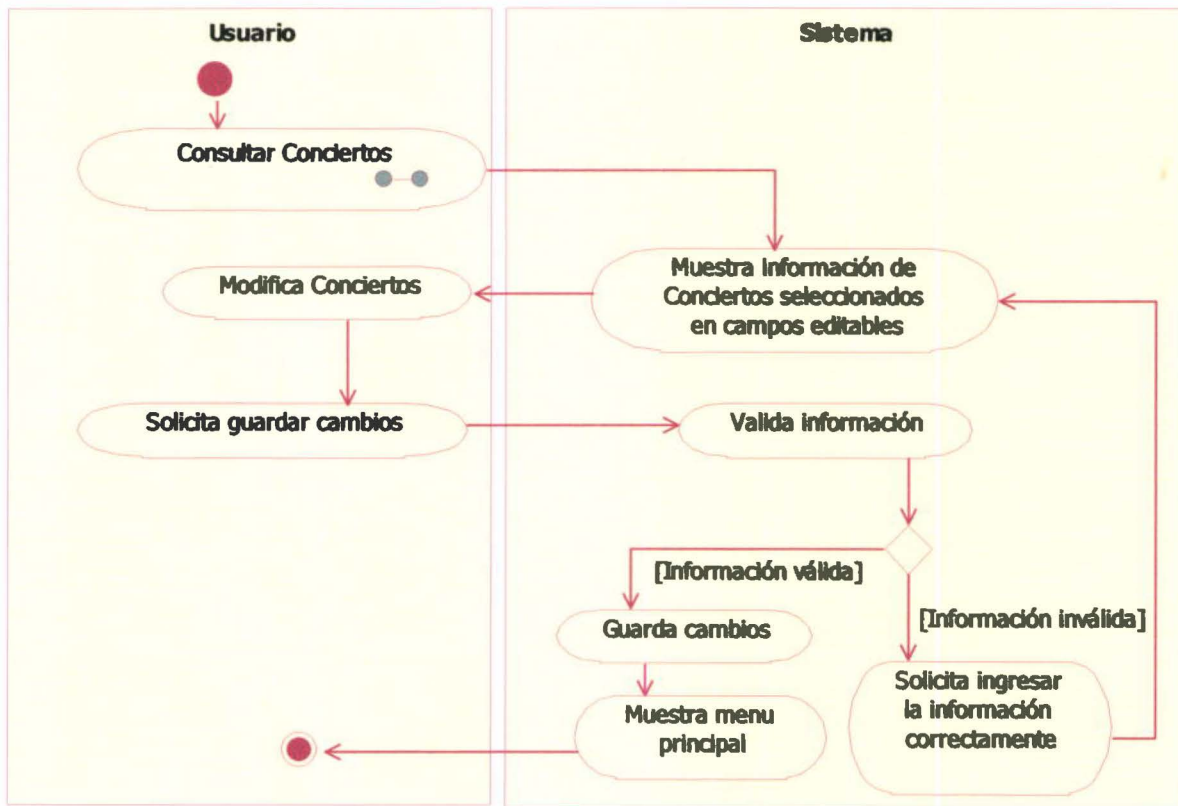 Usuario
Sistema
Consultar Conciertos
Muestra Información de
Conciertos seleccionados
en campos editables
Modifica Conciertos
Solicita guardar cambios
Valida información
[Información válida]
[Información inválida]
Guarda cambios
Solicita ingresar
la información
correctamente
Muestra menu
principal